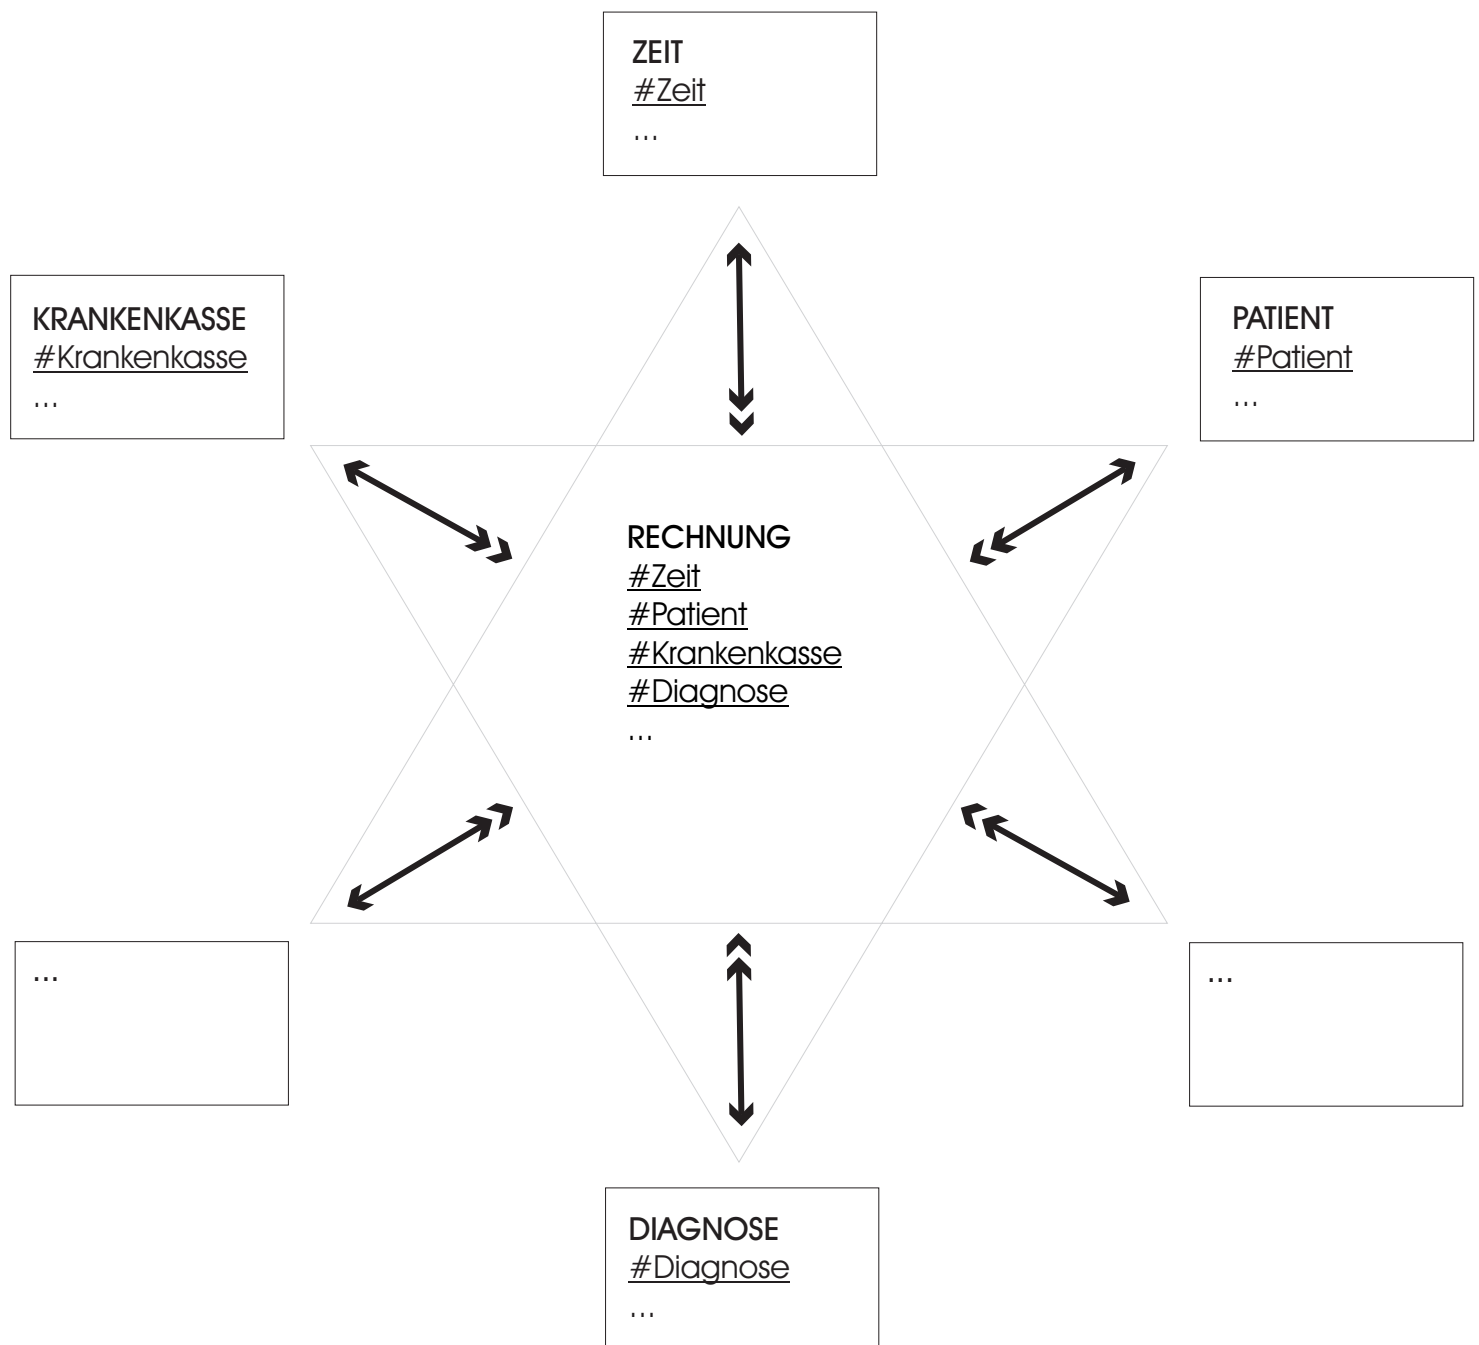 ZEIT
#Zeit
...
KRANKENKASSE
#Krankenkasse
...
PATIENT
#Patient
...
RECHNUNG
#Zeit
#Patient
#Krankenkasse
#Diagnose
...
...
...
DIAGNOSE
#Diagnose
...